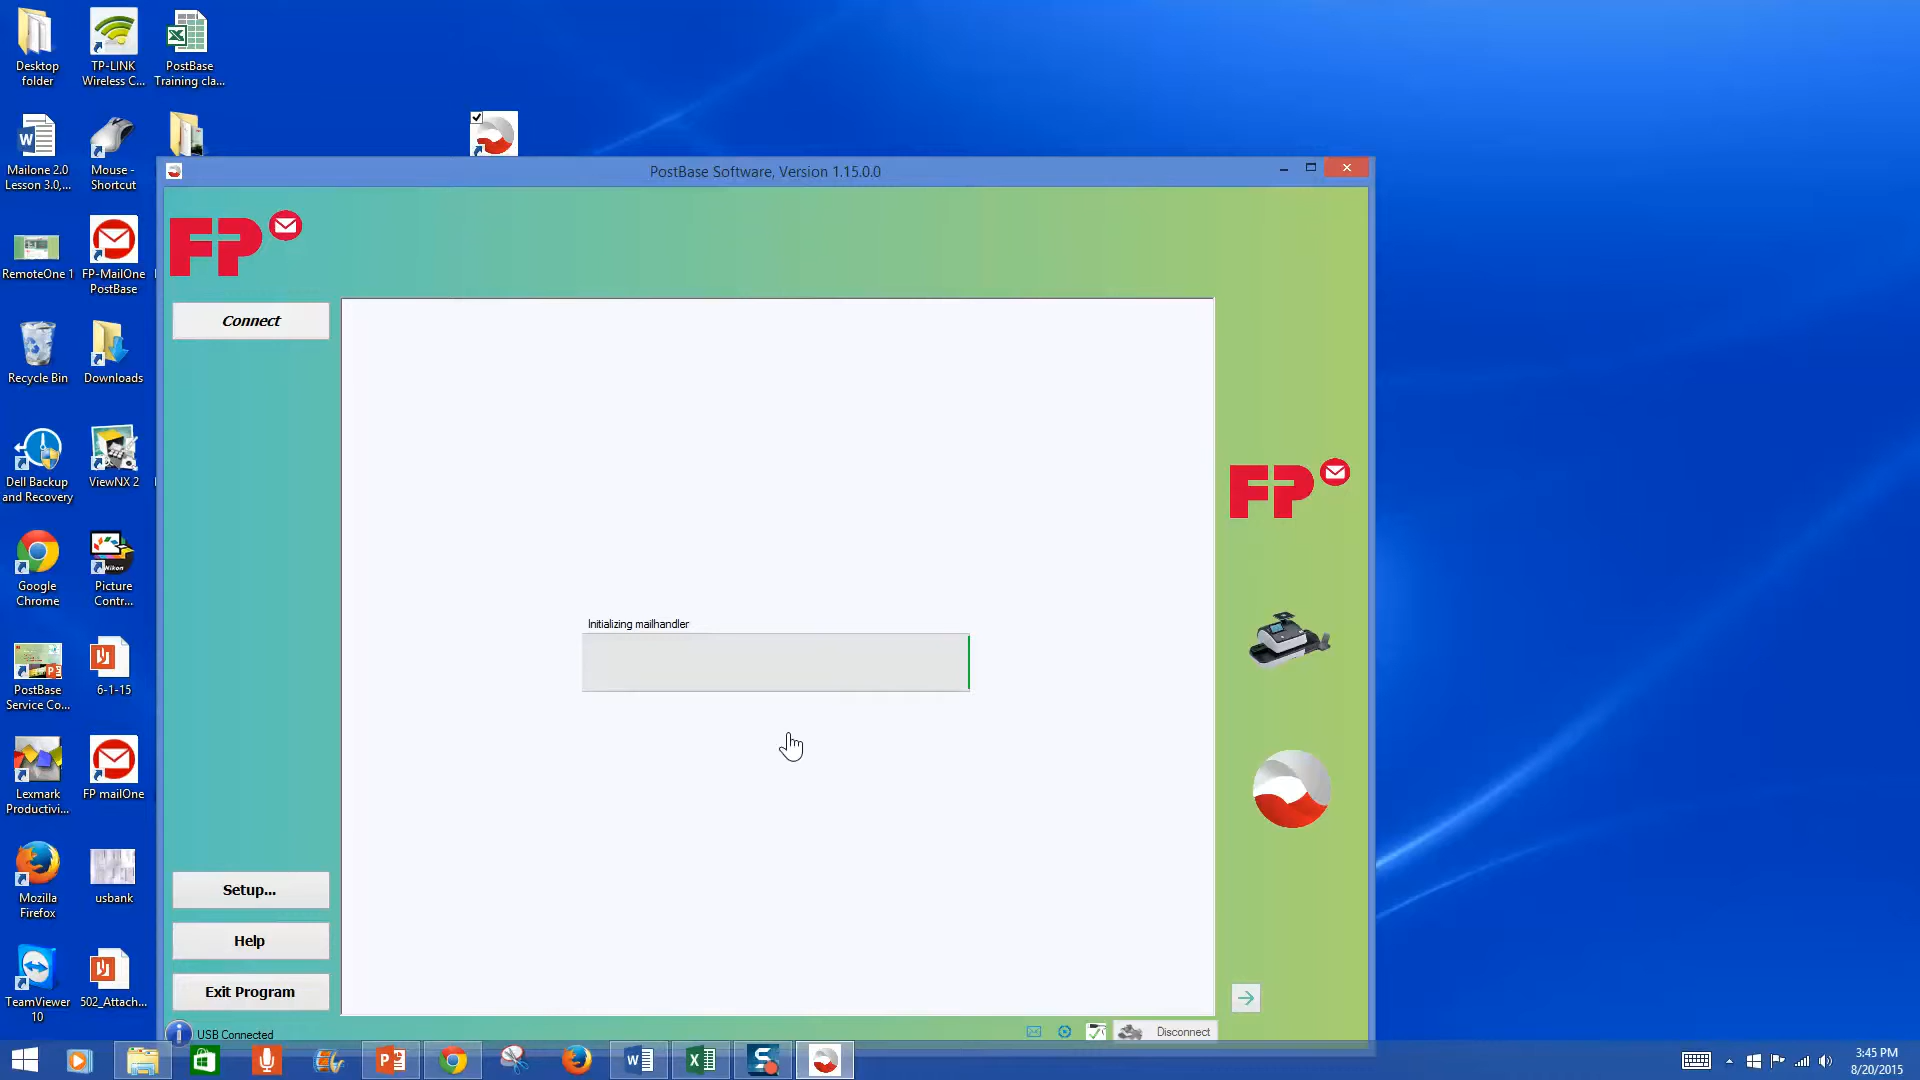 Desktop
folder
TP-LINK
Wireless C...
PostBase
Training cla...
Mailone 2.0
Lesson 3.0,...
Mouse -
Shortcut
RemoteOne 1
FP-MailOne
PostBase
Recycle Bin
Downloads
Dell Backup
and Recovery
ViewNX 2
Google
Chrome
Picture
Contr...
Nikon
PostBase
Service Co...
6-1-15
Lexmark
Productivi...
FP mailOne
Mozilla
Firefox
usbank
TeamViewer
10
502_Attach...
PostBase Software, Version 1.15.0.0
FP
Connect
Initializing mailhandler
FP
Setup...
Help
Exit Program
USB Connected
Disconnect
3:45 PM
8/20/2015